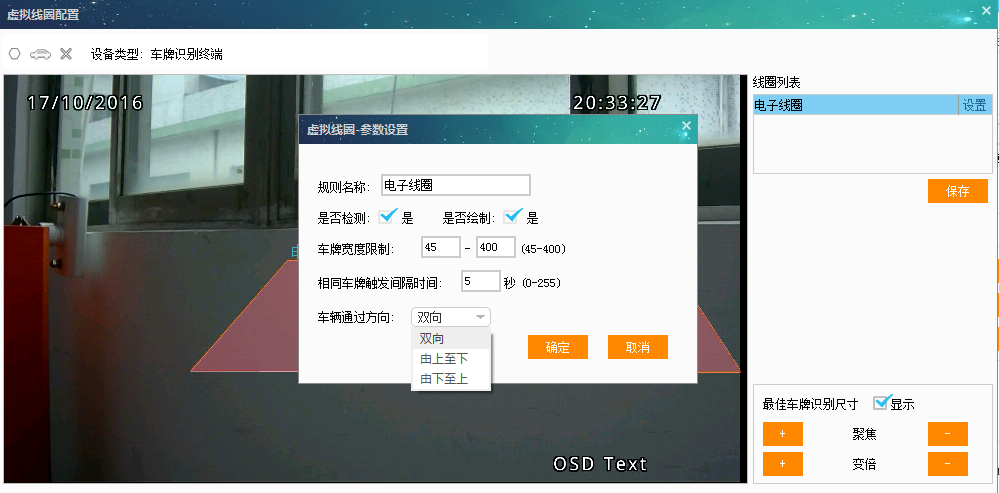 虚拟线圈配置
设备类型: 车牌识别终端
17/10/2016
20:33:27
线圈列表
电子线圈 设置
保存
虚拟线圈-参数设置
规则名称: 电子线圈
是否检测: 是 是否绘制: 是
车牌宽度限制: 45 - 400 (45-400)
相同车牌触发间隔时间: 5 秒 (0-255)
车辆通过方向: 双向
双向
由上至下
由下至上
确定 取消
OSD Text
最佳车牌识别尺寸 显示
+ 聚焦 -
+ 变倍 -